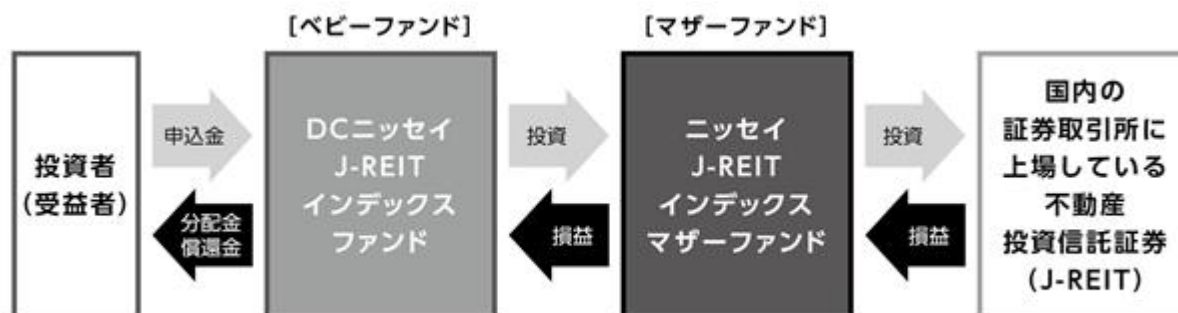 [ベビーファンド]
[マザーファンド]
投資者
(受益者)
申込金
分配金
償還金
DCニッセイ
J-REIT
インデックス
ファンド
投資
損益
ニッセイ
J-REIT
インデックス
マザーファンド
投資
損益
国内の
証券取引所に
上場している
不動産
投資信託証券
(J-REIT)